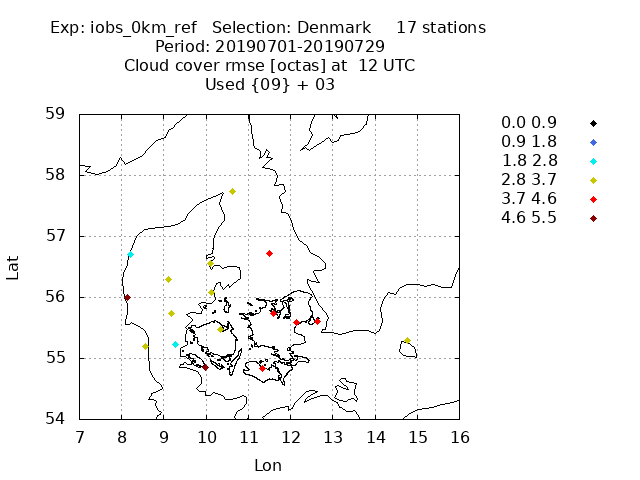 Exp: iobs_0km_ref   Selection: Denmark     17 stations
Period: 20190701-20190729
Cloud cover rmse [octas] at  12 UTC
Used {09} + 03
59
58
57
56
55
54
7 8 9 10 11 12 13 14 15 16
Lat
Lon
0.0 0.9
0.9 1.8
1.8 2.8
2.8 3.7
3.7 4.6
4.6 5.5